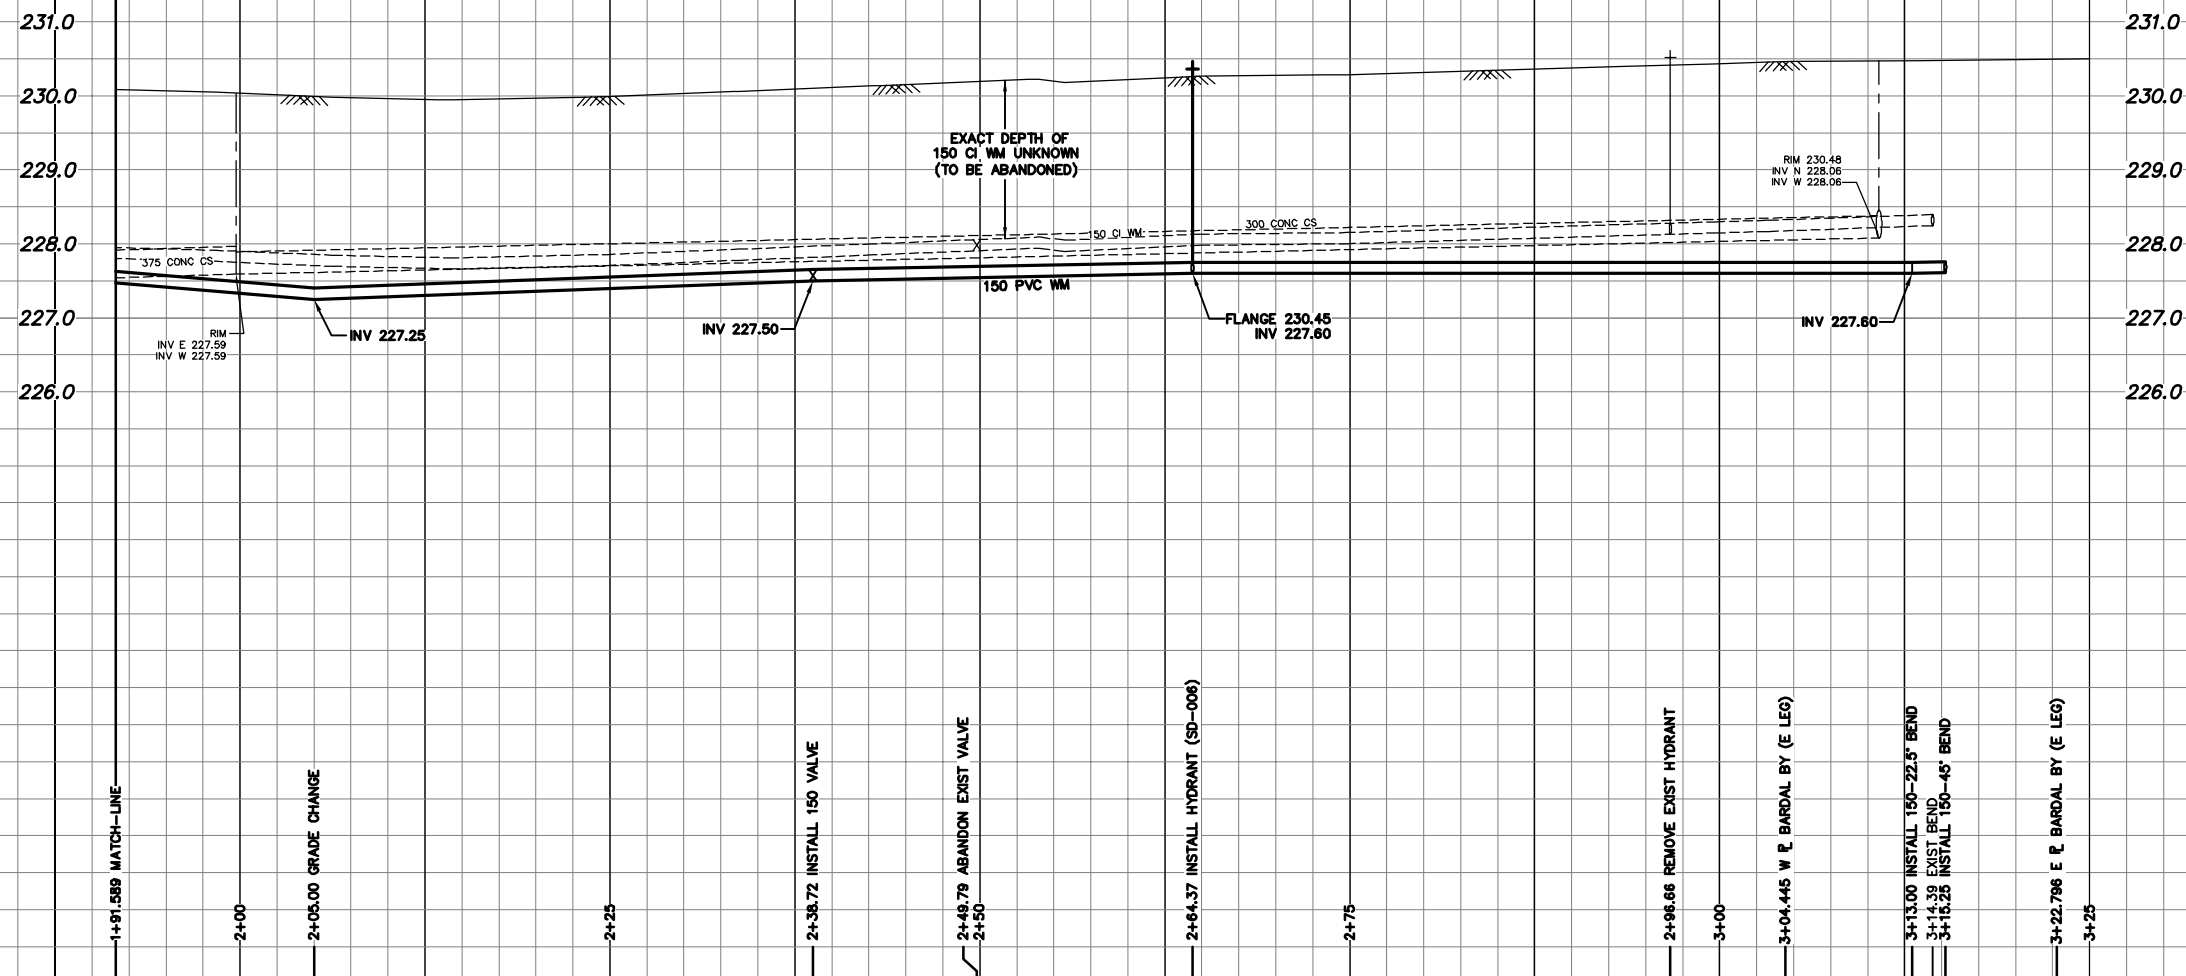 231.0
231.0
230.0
230.0
EXACT DEPTH OF
150 CI WM UNKNOWN
(TO BE ABANDONED)
229.0
229.0
RIM 230.48
INV N 228.06
INV W 228.06
300 CONC CS
150 CI WM
228.0
228.0
375 CONC CS
150 PVC WM
227.0
227.0
RIM
INV E 227.59
INV W 227.59
INV 227.25
INV 227.50
FLANGE 230.45
INV 227.60
INV 227.60
226.0
226.0
1+91.589 MATCH-LINE
2+00
2+05.00 GRADE CHANGE
2+25
2+38.72 INSTALL 150 VALVE
2+49.79 ABANDON EXIST VALVE
2+50
2+64.37 INSTALL HYDRANT (SD-006)
2+75
2+96.66 REMOVE EXIST HYDRANT
3+00
3+04.445 W PL BARDAL BY (E LEG)
3+13.00 INSTALL 150-22.5° BEND
3+14.39 EXIST BEND
3+15.25 INSTALL 150-45° BEND
3+22.796 E PL BARDAL BY (E LEG)
3+25